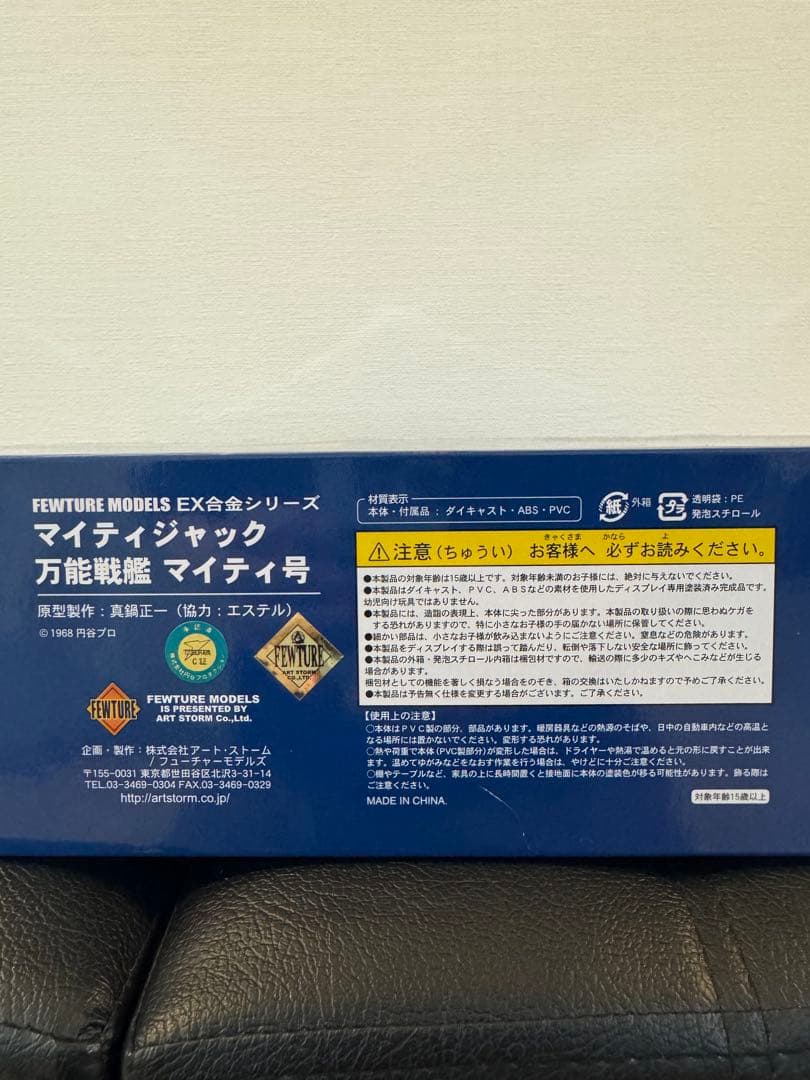 FEWTURE MODELS EX合金シリーズ
マイティジャック
万能戦艦 マイティ号
原型製作：真鍋正一（協力：エステル）
© 1968 円谷プロ
FEWTURE
ART STORM
CO.,LTD.
FEWTURE
FEWTURE MODELS
IS PRESENTED BY
ART STORM Co.,Ltd.
企画・製作：株式会社アート・ストーム
/ フューチャーモデルズ
〒155-0031 東京都世田谷区北沢3-31-14
TEL.03-3469-0304 FAX.03-3469-0329
http://artstorm.co.jp/
材質表示
本体・付属品：ダイキャスト・ABS・PVC
紙 外箱
プラ 透明袋：PE
発泡スチロール
きゃくさま かなら よ
注意（ちゅうい） お客様へ 必ずお読みください。
●本製品の対象年齢は15歳以上です。対象年齢未満のお子様には、絶対に与えないでください。
●本製品はダイキャスト、PVC、ABSなどの素材を使用したディスプレイ専用塗装済み完成品です。
幼児向け玩具ではありません。
●本製品には、造詣の表現上、本体に尖った部分があります。本製品の取り扱いの際に思わぬケガを
する恐れがありますので、特に小さなお子様の手の届かない場所に保管してください。
●細かい部品は、小さなお子様が飲み込まないようにご注意ください。窒息などの危険があります。
●本製品をディスプレイする際は誤って踏んだり、転倒や落下しない安全な場所に飾ってください。
●本製品の外箱・発泡スチロール内箱は梱包材ですので、輸送の際に多少のキズやへこみなどが生じる
場合があります。
梱包材としての機能を著しく損なう場合をのぞき、箱の交換はいたしかねますので予めご了承ください。
●本製品は予告無く仕様を変更する場合がございます。ご了承ください。
【使用上の注意】
○本体はPVC製の部分、部品があります。暖房器具などの熱源のそばや、日中の自動車内などの高温と
なる場所には置かないでください。変形する恐れがあります。
○熱や荷重で本体(PVC製部分)が変形した場合は、ドライヤーや熱湯で温めると元の形に戻すことが出来
ます。温めてゆがみなどをなおす作業を行う場合は、やけどに十分ご注意ください。
○棚やテーブルなど、家具の上に長時間置くと接地面に本体の塗装色が移る可能性があります。飾る際は
ご注意ください。
MADE IN CHINA.
対象年齢15歳以上